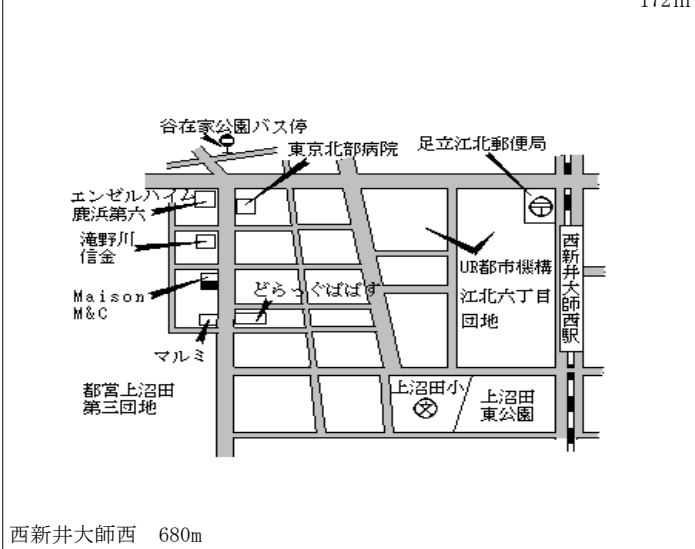 172m
谷在家公園バス停
東京北部病院
足立江北郵便局
エンゼルハイム
鹿浜第六
滝野川
信金
Maison
M&C
どらっぐぱぱす
マルミ
UR都市機構
江北六丁目
団地
西新井大師西駅
都営上沼田
第三団地
上沼田小
文
上沼田
東公園
西新井大師西　680m